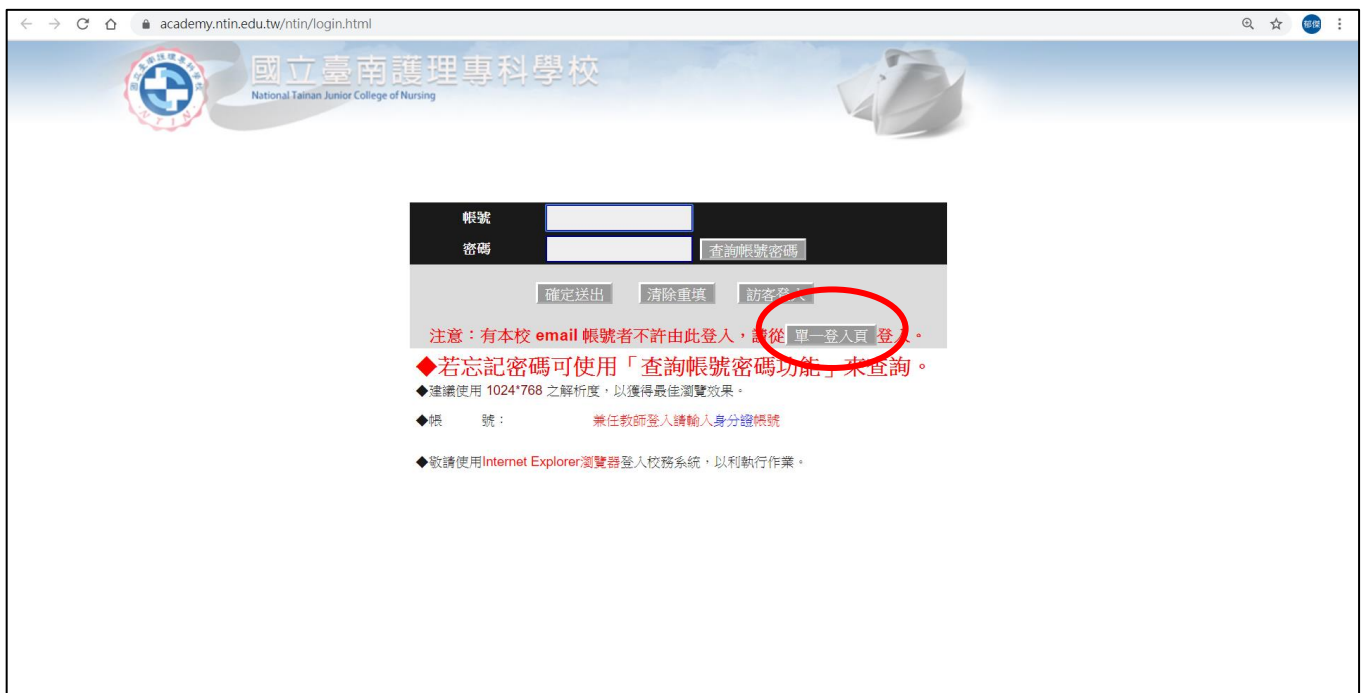 academy.ntin.edu.tw/ntin/login.html
郁傑
國立臺南護理專科學校
National Tainan Junior College of Nursing
NTIN
帳號
密碼 查詢帳號密碼
確定送出 清除重填 訪客登入
注意：有本校 email 帳號者不許由此登入，請從 單一登入頁 登入。
◆若忘記密碼可使用「查詢帳號密碼功能」來查詢。
◆建議使用 1024*768 之解析度，以獲得最佳瀏覽效果。
◆帳 號： 兼任教師登入請輸入身分證帳號
◆敬請使用Internet Explorer瀏覽器登入校務系統，以利執行作業。